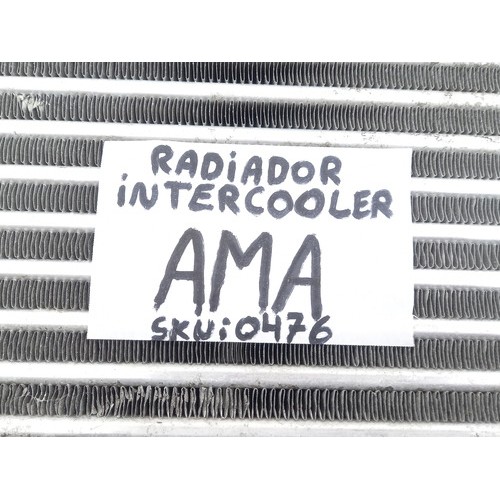 RADiADOR
iNTERCOOLER
AMA
SKU:0476